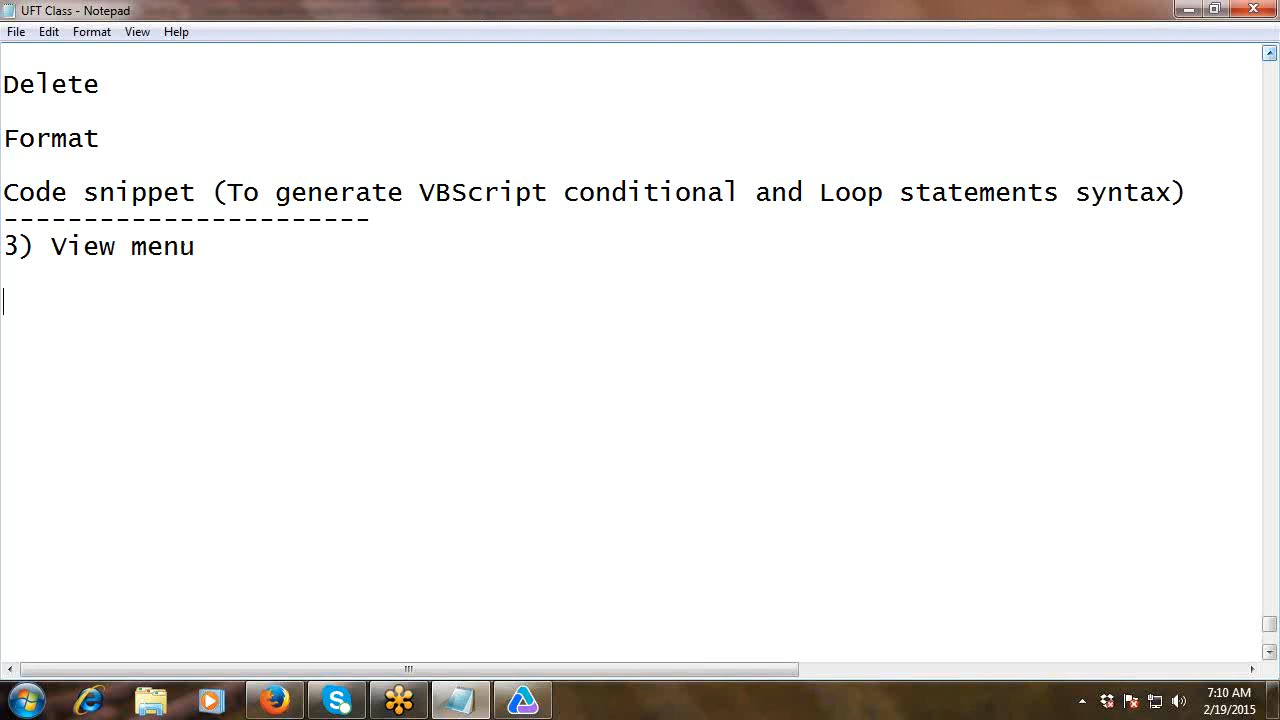 UFT Class - Notepad
File Edit Format View Help
Delete
Format
Code snippet (To generate VBScript conditional and Loop statements syntax)
-----------------------
3) View menu
7:10 AM
2/19/2015